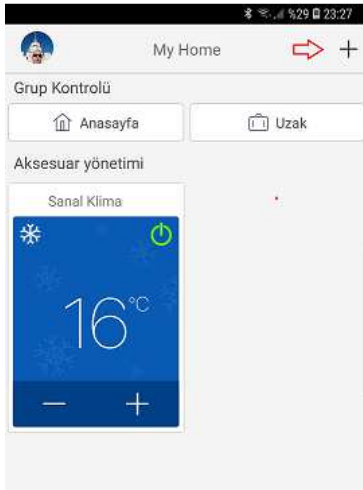 %29 23:27
My Home
Grup Kontrolü
Anasayfa
Uzak
Aksesuar yönetimi
Sanal Klima
16°C